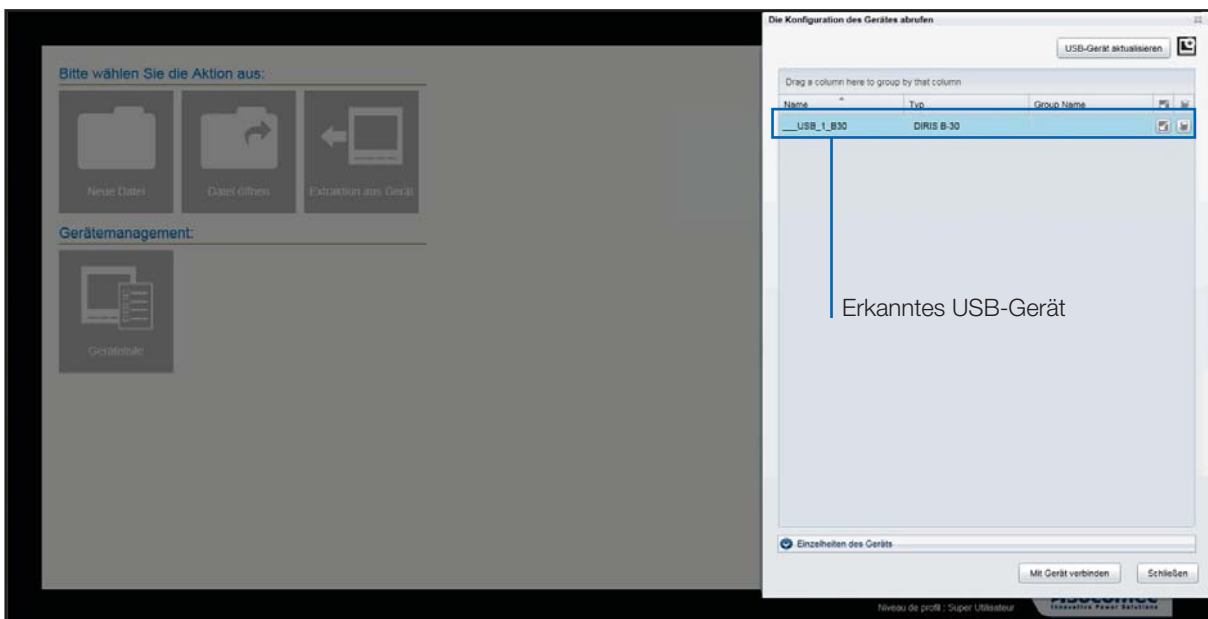 Die Konfiguration des Gerätes abrufen
USB-Gerät aktualisieren
Bitte wählen Sie die Aktion aus:
Drag a column here to group by that column
Name Typ Group Name
___USB_1_B30 DIRIS B-30
Neue Datei Datei öffnen Extraktion aus Gerät
Gerätemanagement:
Erkanntes USB-Gerät
Geräteliste
Einzelheiten des Geräts
Mit Gerät verbinden Schließen
Niveau de profil : Super Utilisateur
socomec
Innovative Power Solutions